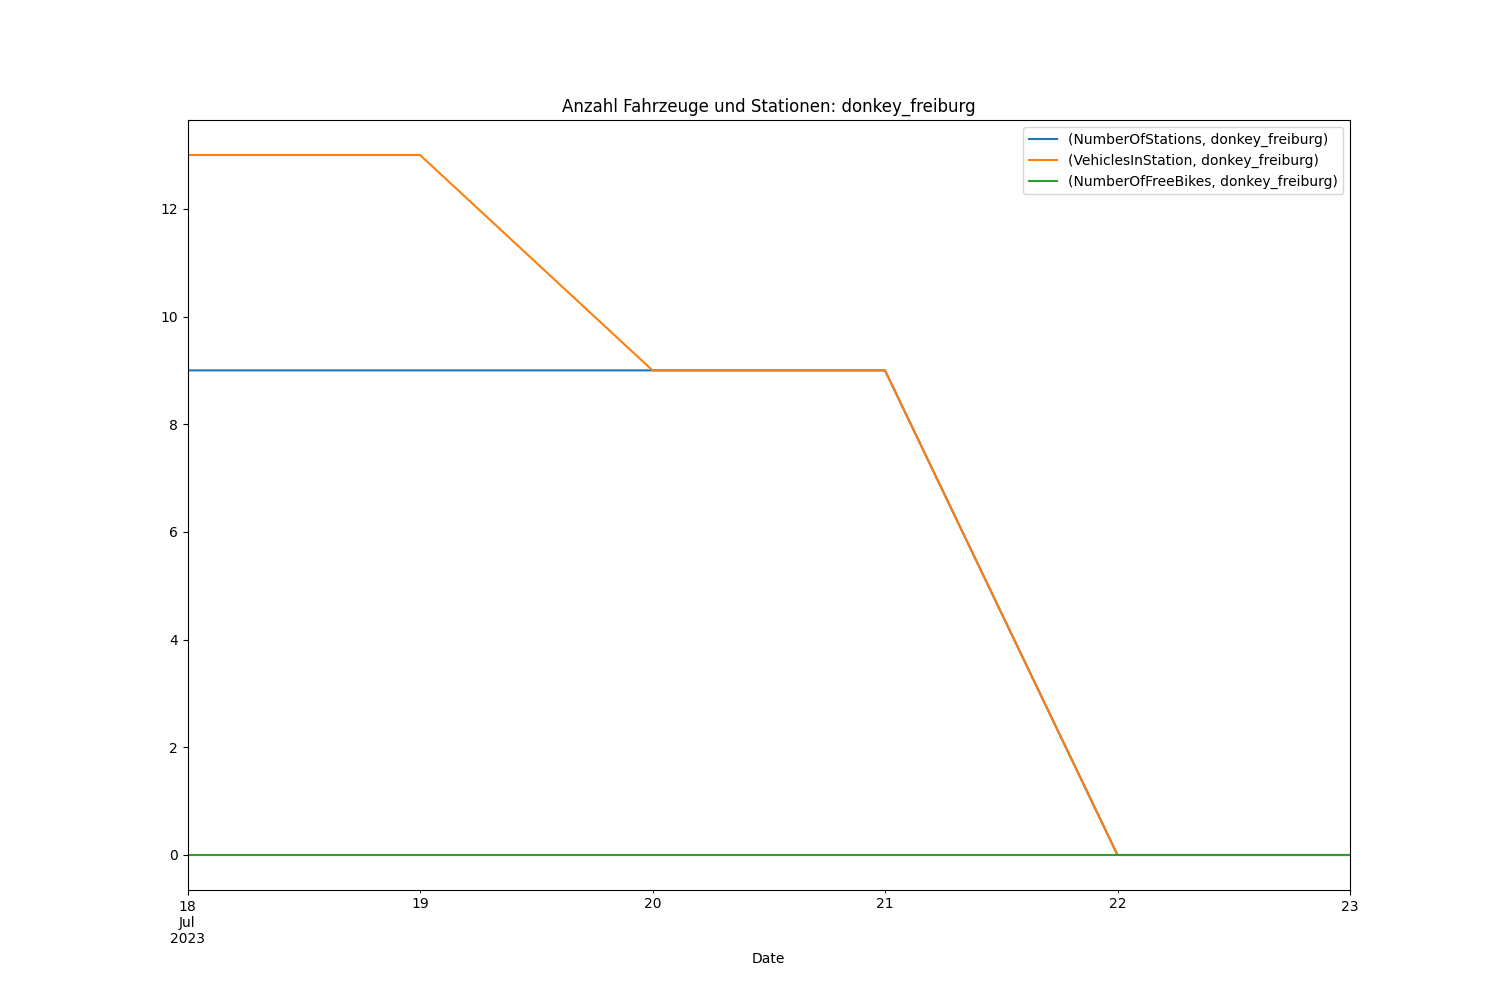 Anzahl Fahrzeuge und Stationen: donkey_freiburg
(NumberOfStations, donkey_freiburg)
(VehiclesInStation, donkey_freiburg)
(NumberOfFreeBikes, donkey_freiburg)
12
10
8
6
4
2
0
18 19 20 21 22 23
Jul
2023
Date